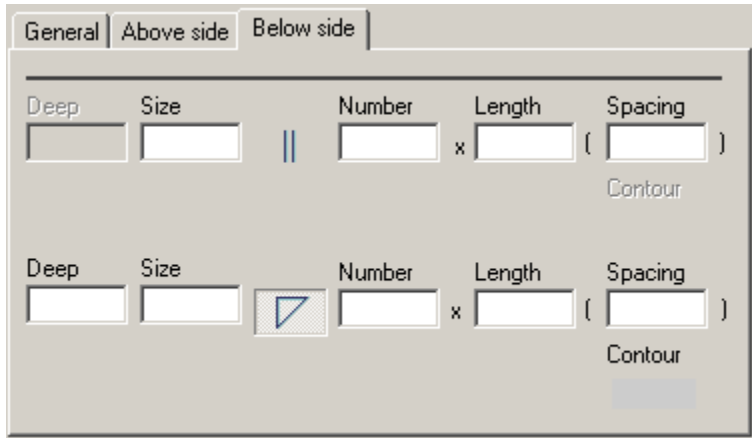 General Above side Below side
Deep Size Number Length Spacing
x ( )
Contour
Deep Size Number Length Spacing
x ( )
Contour